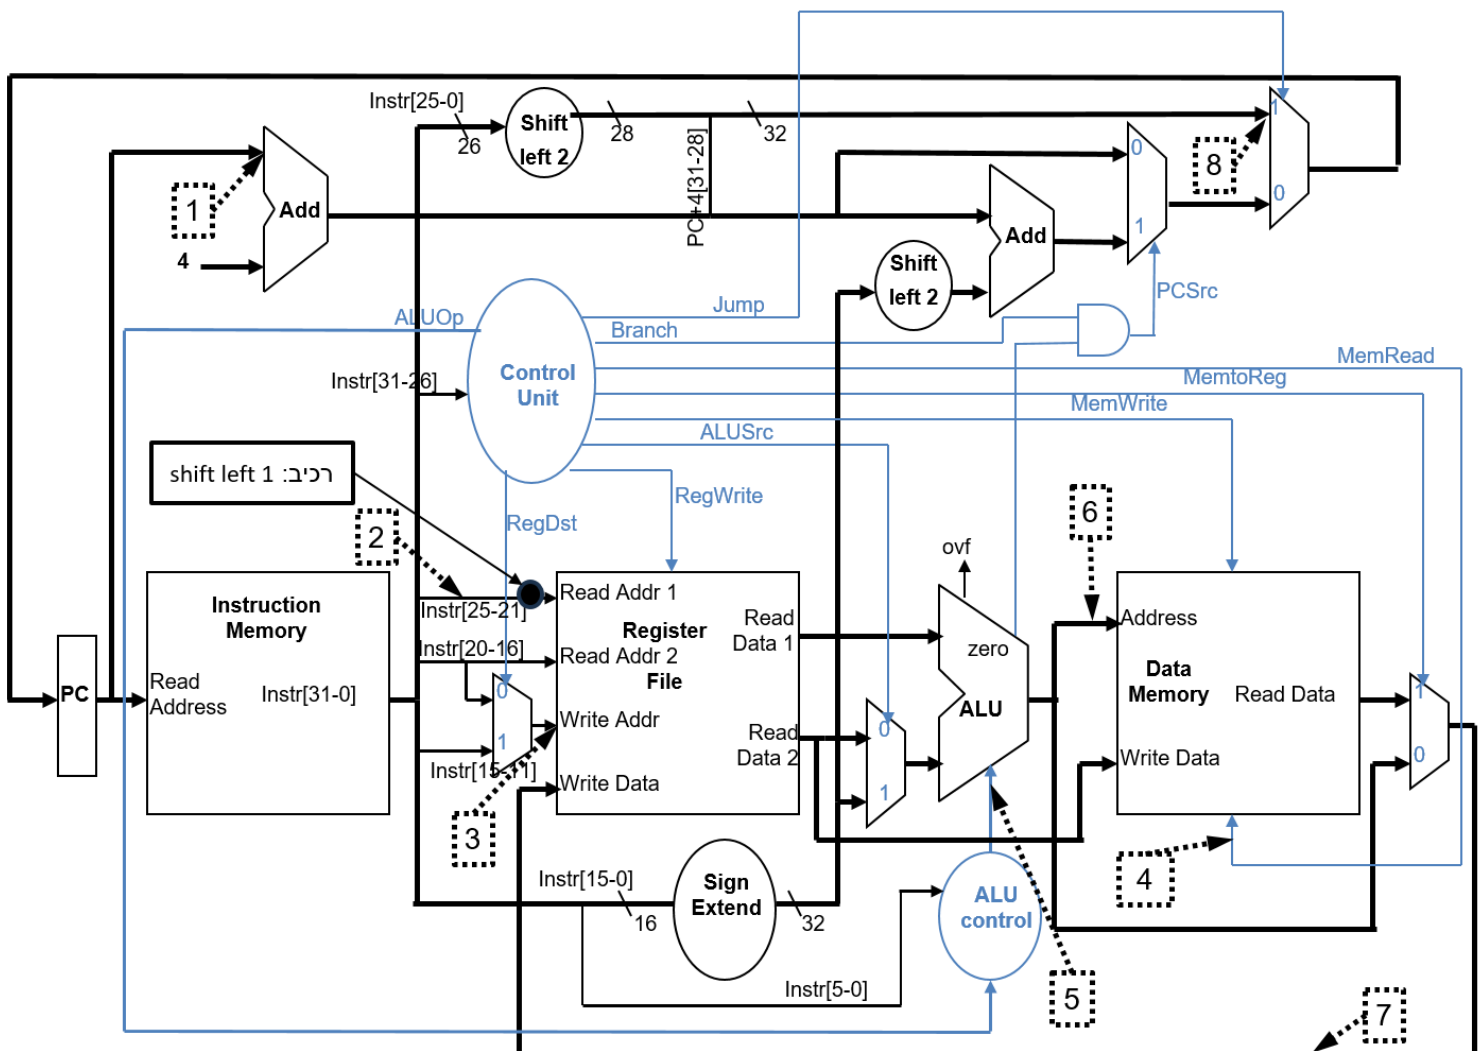 Instr[25-0]
26
Shift
left 2
28
32
PC+4[31-28]
1
8
0
1
0
1
Add
4
1
Add
Shift
left 2
PCSrc
ALUOp
Jump
Branch
MemRead
MemtoReg
MemWrite
ALUSrc
Instr[31-26]
Control
Unit
RegWrite
RegDst
רכיב: shift left 1
2
6
ovf
Instruction
Memory
Read
Address
Instr[31-0]
PC
Instr[25-21]
Instr[20-16]
0
1
Instr[15-11]
Read Addr 1
Register
File
Read Addr 2
Write Addr
Write Data
Read
Data 1
Read
Data 2
0
1
zero
ALU
Address
Data
Memory
Read Data
Write Data
1
0
3
4
Instr[15-0]
16
Sign
Extend
32
ALU
control
Instr[5-0]
5
7